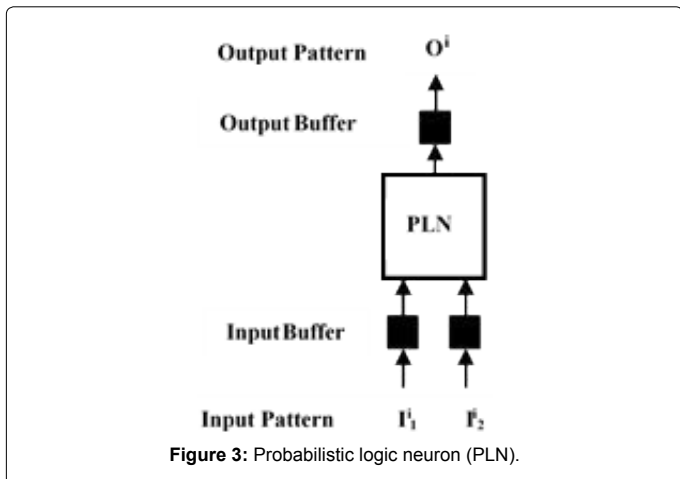 Output Pattern O^i
Output Buffer
PLN
Input Buffer
Input Pattern I^i_1 I^i_2
Figure 3: Probabilistic logic neuron (PLN).